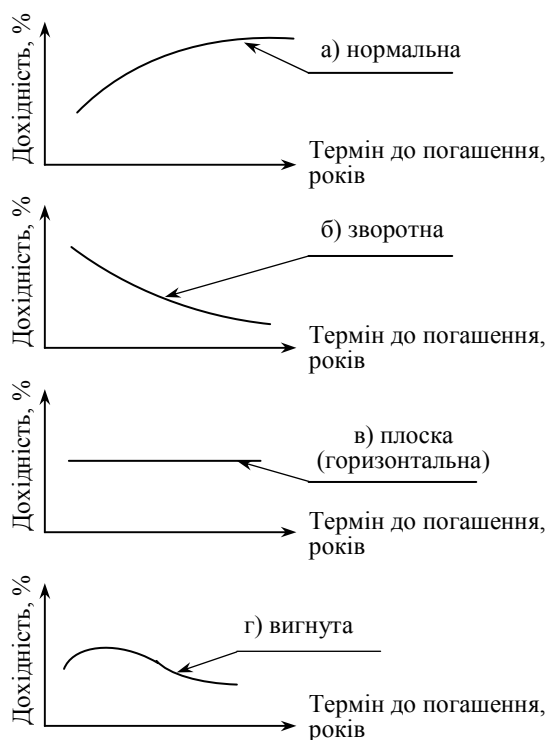 Дохідність, %
а) нормальна
Термін до погашення,
років
Дохідність, %
б) зворотна
Термін до погашення,
років
Дохідність, %
в) плоска
(горизонтальна)
Термін до погашення,
років
Дохідність, %
г) вигнута
Термін до погашення,
років